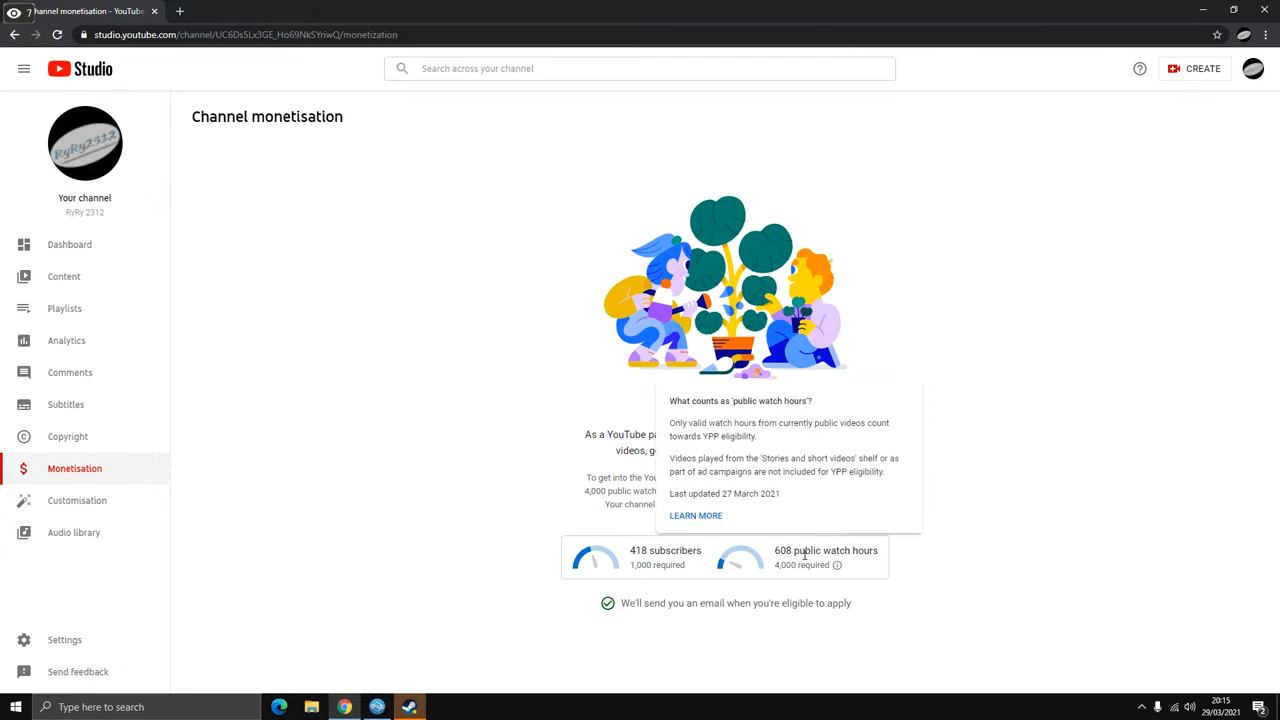 7
hannel monetisation - YouTube
studio.youtube.com/channel/UC6Ds5Lx3GE_Ho69NkSYriwQ/monetization
Studio
Search across your channel
CREATE
Channel monetisation
RyRy2312
Your channel
RyRy 2312
Dashboard
Content
Playlists
Analytics
Comments
Subtitles
Copyright
Monetisation
Customisation
Audio library
Settings
Send feedback
What counts as 'public watch hours'?
Only valid watch hours from currently public videos count
towards YPP eligibility.
Videos played from the 'Stories and short videos' shelf or as
part of ad campaigns are not included for YPP eligibility.
Last updated 27 March 2021
LEARN MORE
As a YouTube pa
videos, g
To get into the You
4,000 public watch
Your channel
418 subscribers
1,000 required
608 public watch hours
4,000 required
We'll send you an email when you're eligible to apply
Type here to search
20:15
29/03/2021
2